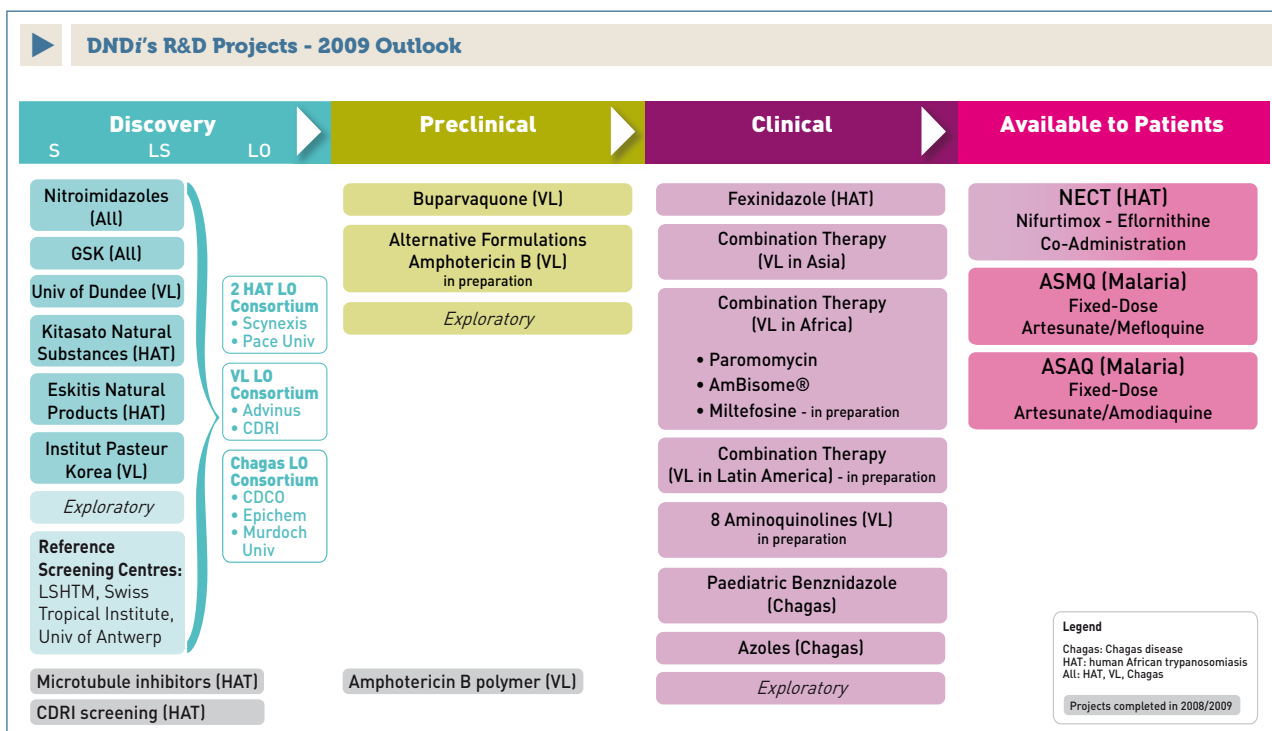 DNDi's R&D Projects - 2009 Outlook
Discovery
S LS LO
Preclinical
Clinical
Available to Patients
Nitroimidazoles
(All)
GSK (All)
Univ of Dundee (VL)
Kitasato Natural
Substances (HAT)
Eskitis Natural
Products (HAT)
Institut Pasteur
Korea (VL)
Exploratory
Reference
Screening Centres:
LSHTM, Swiss
Tropical Institute,
Univ of Antwerp
Microtubule inhibitors (HAT)
CDRI screening (HAT)
2 HAT LO
Consortium
• Scynexis
• Pace Univ
VL LO
Consortium
• Advinus
• CDRI
Chagas LO
Consortium
• CDCO
• Epichem
• Murdoch
Univ
Buparvaquone (VL)
Alternative Formulations
Amphotericin B (VL)
in preparation
Exploratory
Amphotericin B polymer (VL)
Fexinidazole (HAT)
Combination Therapy
(VL in Asia)
Combination Therapy
(VL in Africa)
• Paromomycin
• AmBisome®
• Miltefosine - in preparation
Combination Therapy
(VL in Latin America) - in preparation
8 Aminoquinolines (VL)
in preparation
Paediatric Benznidazole
(Chagas)
Azoles (Chagas)
Exploratory
NECT (HAT)
Nifurtimox - Eflornithine
Co-Administration
ASMQ (Malaria)
Fixed-Dose
Artesunate/Mefloquine
ASAQ (Malaria)
Fixed-Dose
Artesunate/Amodiaquine
Legend
Chagas: Chagas disease
HAT: human African trypanosomiasis
All: HAT, VL, Chagas
Projects completed in 2008/2009